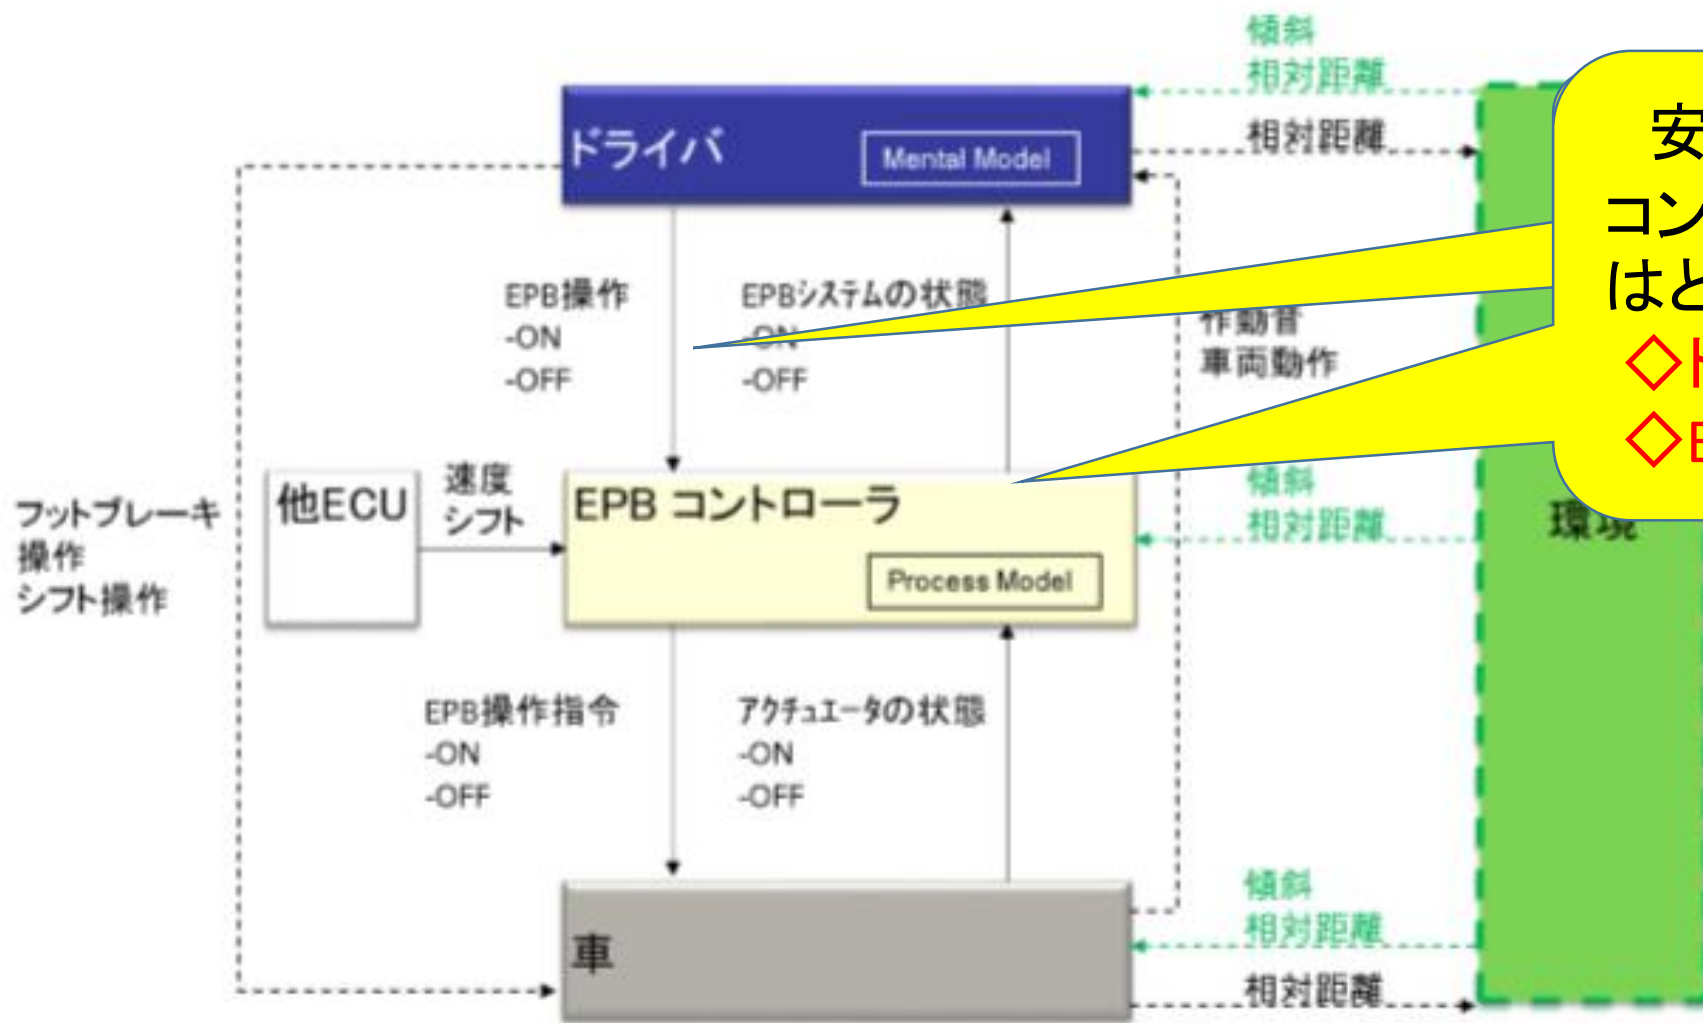 傾斜
相対距離
相対距離
ドライバ
Mental Model
安
コン
はと
◇ト
◇E
EPB操作
-ON
-OFF
EPBシステムの状態
-ON
-OFF
作動音
車両動作
フットブレーキ
操作
シフト操作
他ECU
速度
シフト
EPB コントローラ
Process Model
傾斜
相対距離
環境
EPB操作指令
-ON
-OFF
アクチュエータの状態
-ON
-OFF
車
傾斜
相対距離
相対距離